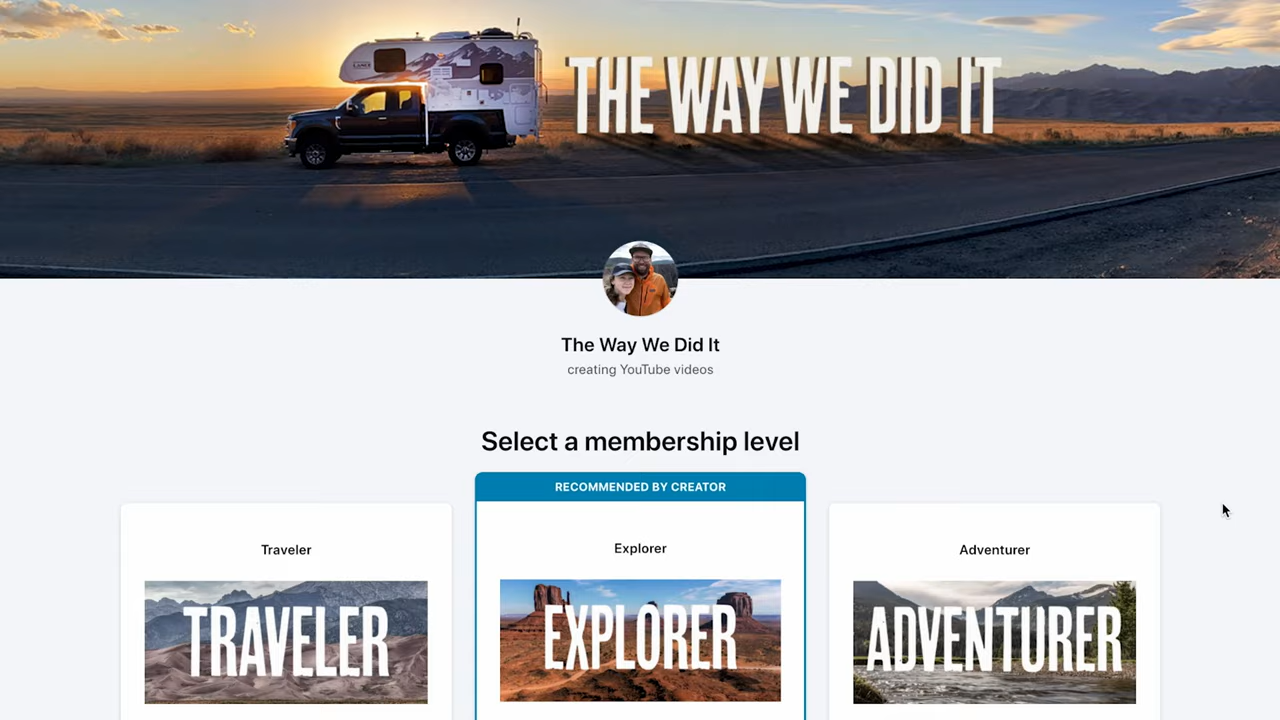 LANCE
THE WAY WE DID IT
The Way We Did It
creating YouTube videos
Select a membership level
RECOMMENDED BY CREATOR
Traveler
Explorer
Adventurer
TRAVELER
EXPLORER
ADVENTURER